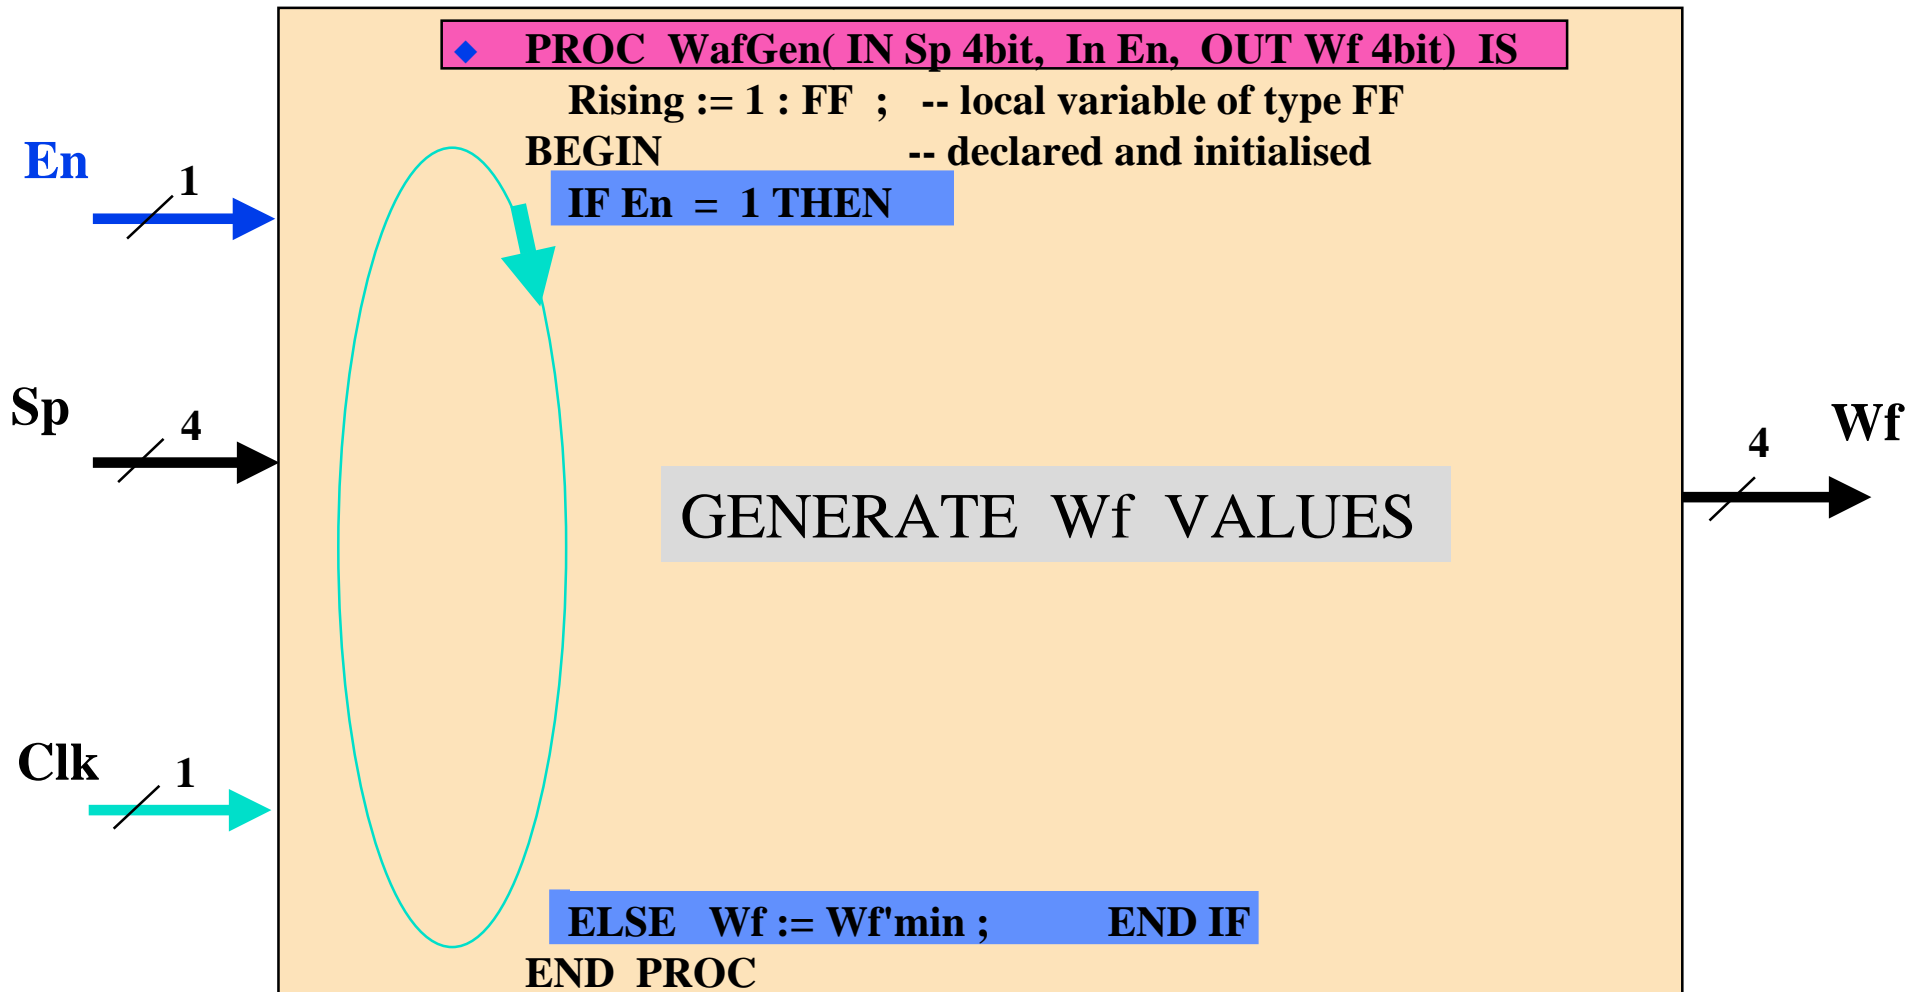 ◆ PROC WafGen( IN Sp 4bit, In En, OUT Wf 4bit) IS
Rising := 1 : FF ; -- local variable of type FF
BEGIN -- declared and initialised
IF En = 1 THEN
En
1
Sp
4
GENERATE Wf VALUES
4
Wf
Clk
1
ELSE Wf := Wf'min ; END IF
END PROC